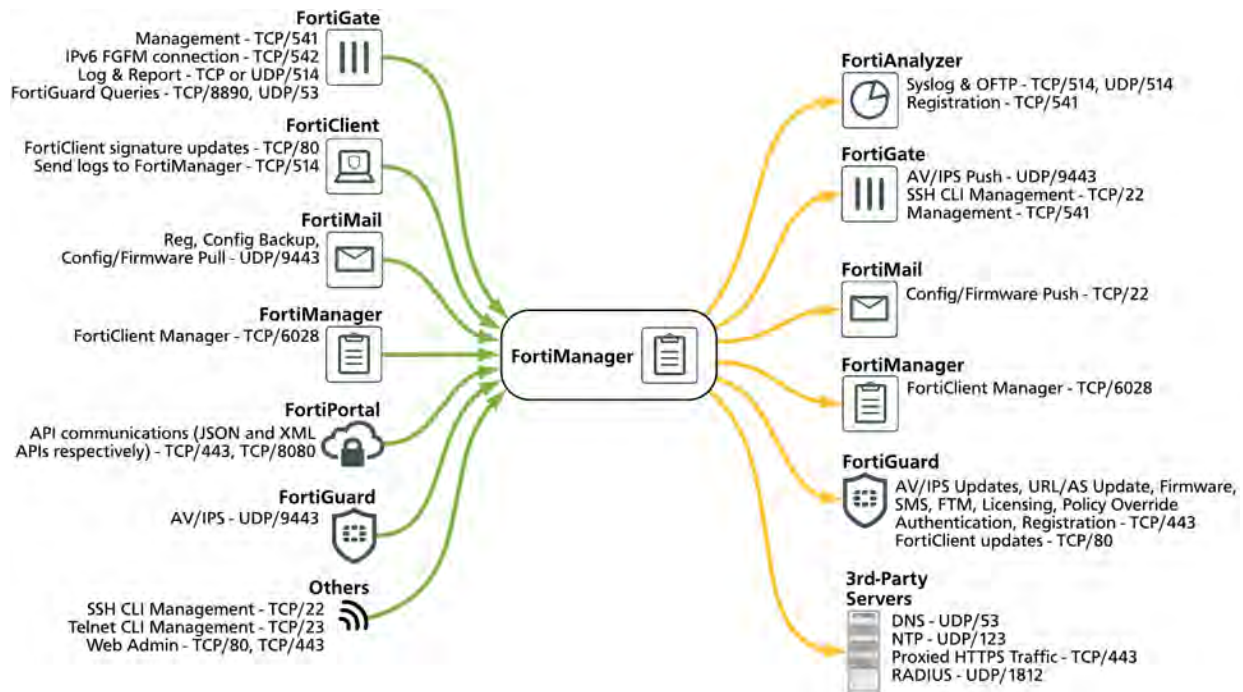 FortiGate
Management - TCP/541
IPv6 FGFM connection - TCP/542
Log & Report - TCP or UDP/514
FortiGuard Queries - TCP/8890, UDP/53
FortiClient
FortiClient signature updates - TCP/80
Send logs to FortiManager - TCP/514
FortiMail
Reg, Config Backup,
Config/Firmware Pull - UDP/9443
FortiManager
FortiClient Manager - TCP/6028
FortiPortal
API communications (JSON and XML
APIs respectively) - TCP/443, TCP/8080
FortiGuard
AV/IPS - UDP/9443
Others
SSH CLI Management - TCP/22
Telnet CLI Management - TCP/23
Web Admin - TCP/80, TCP/443
FortiManager
FortiAnalyzer
Syslog & OFTP - TCP/514, UDP/514
Registration - TCP/541
FortiGate
AV/IPS Push - UDP/9443
SSH CLI Management - TCP/22
Management - TCP/541
FortiMail
Config/Firmware Push - TCP/22
FortiManager
FortiClient Manager - TCP/6028
FortiGuard
AV/IPS Updates, URL/AS Update, Firmware,
SMS, FTM, Licensing, Policy Override
Authentication, Registration - TCP/443
FortiClient updates - TCP/80
3rd-Party
Servers
DNS - UDP/53
NTP - UDP/123
Proxied HTTPS Traffic - TCP/443
RADIUS - UDP/1812